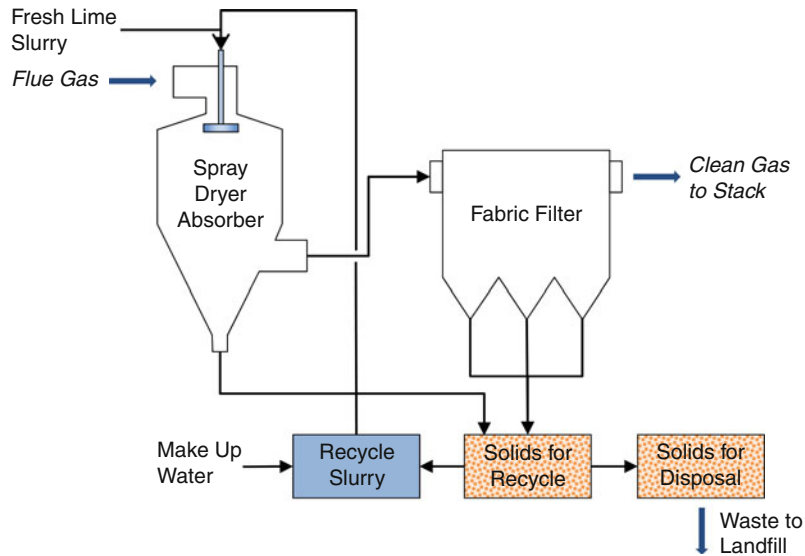 Fresh Lime
Slurry
Flue Gas
Spray
Dryer
Absorber
Fabric Filter
Clean Gas
to Stack
Make Up
Water
Recycle
Slurry
Solids for
Recycle
Solids for
Disposal
Waste to
Landfill